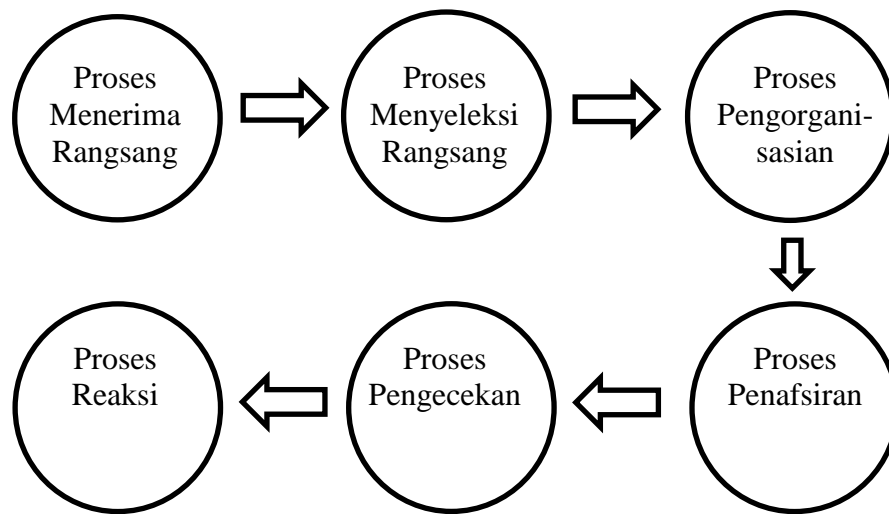 Proses
Menerima
Rangsang
Proses
Menyeleksi
Rangsang
Proses
Pengorgani-
sasian
Proses
Penafsiran
Proses
Pengecekan
Proses
Reaksi